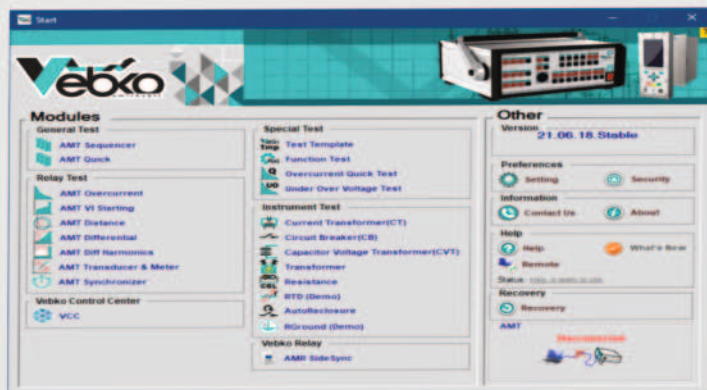 Start
Vebko
Modules
General Test
AMT Sequencer
AMT Quick
Relay Test
AMT Overcurrent
AMT VI Starting
AMT Distance
AMT Differential
AMT Diff Harmonics
AMT Transducer & Meter
AMT Synchronizer
Vebko Control Center
VCC
Special Test
Test Template
Function Test
Overcurrent Quick Test
Under Over Voltage Test
Instrument Test
Current Transformer(CT)
Circuit Breaker(CB)
Capacitor Voltage Transformer(CVT)
Transformer
Resistance
RTD (Demo)
AutoReclosure
RGround (Demo)
Vebko Relay
AMR SideSync
Other
Version
21.06.18.Stable
Preferences
Setting
Security
Information
Contact Us
About
Help
Help
What's New
Remote
Status:
Recovery
Recovery
AMT